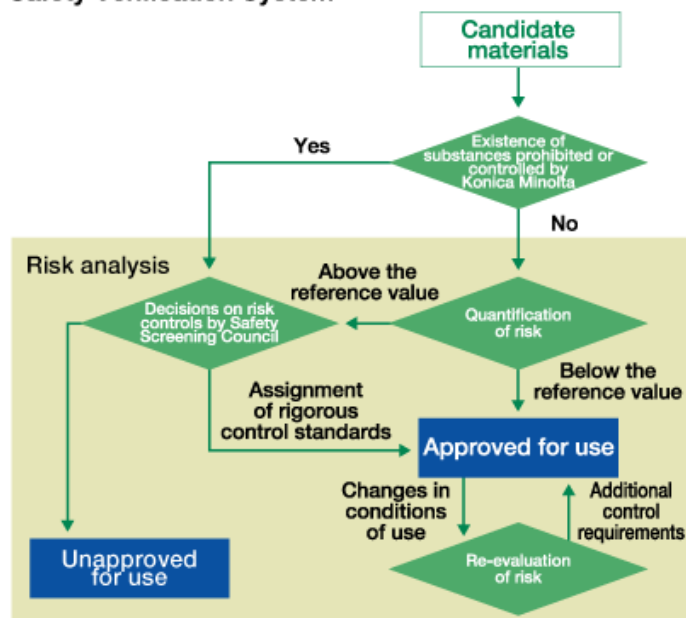 Safety Verification System
Candidate
materials
Existence of
substances prohibited or
controlled by
Konica Minolta
Yes
No
Risk analysis
Above the
reference value
Decisions on risk
controls by Safety
Screening Council
Quantification
of risk
Below the
reference value
Assignment
of rigorous
control standards
Approved for use
Changes in
conditions
of use
Additional
control
requirements
Unapproved
for use
Re-evaluation
of risk